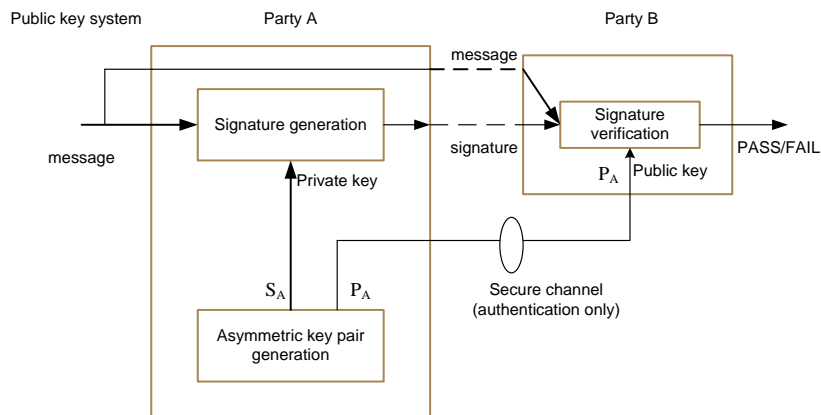 Public key system
Party A
Party B
message
Signature generation
Signature
verification
message
signature
PASS/FAIL
Private key
P_A
Public key
S_A
P_A
Secure channel
(authentication only)
Asymmetric key pair
generation